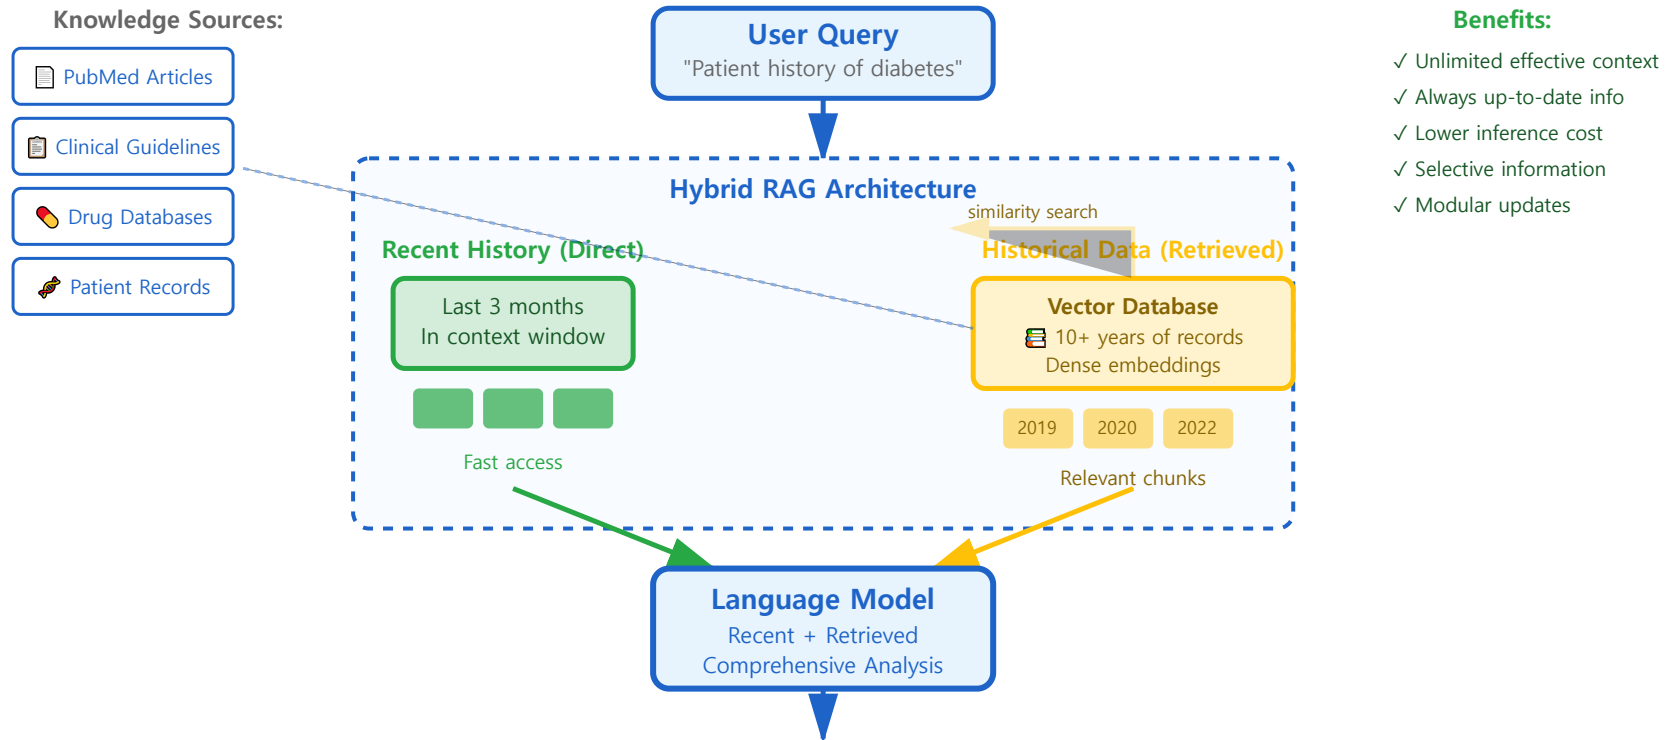 Knowledge Sources:
PubMed Articles
Clinical Guidelines
Drug Databases
Patient Records
User Query
"Patient history of diabetes"
Hybrid RAG Architecture
similarity search
Recent History (Direct)
Last 3 months
In context window
Fast access
Historical Data (Retrieved)
Vector Database
10+ years of records
Dense embeddings
2019 2020 2022
Relevant chunks
Language Model
Recent + Retrieved
Comprehensive Analysis
Benefits:
✓ Unlimited effective context
✓ Always up-to-date info
✓ Lower inference cost
✓ Selective information
✓ Modular updates